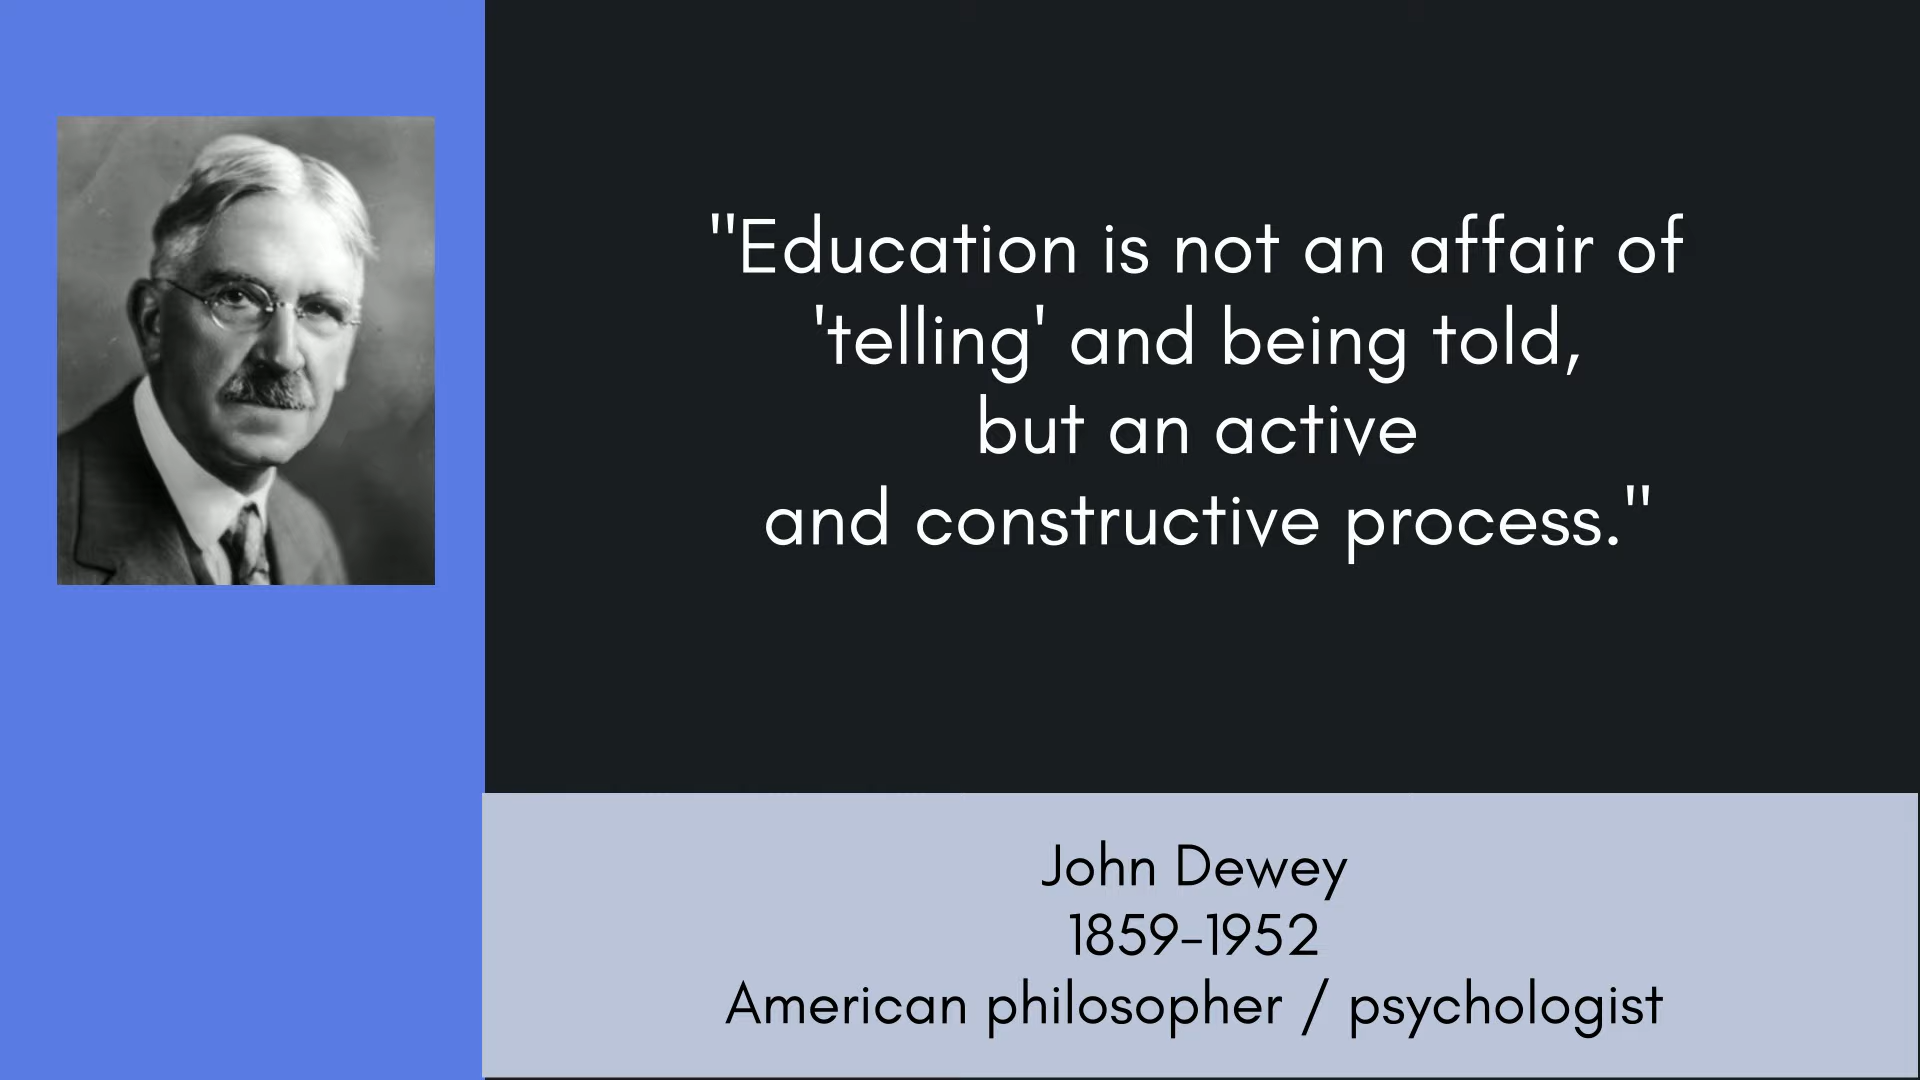 "Education is not an affair of
'telling' and being told,
but an active
and constructive process."
John Dewey
1859-1952
American philosopher / psychologist